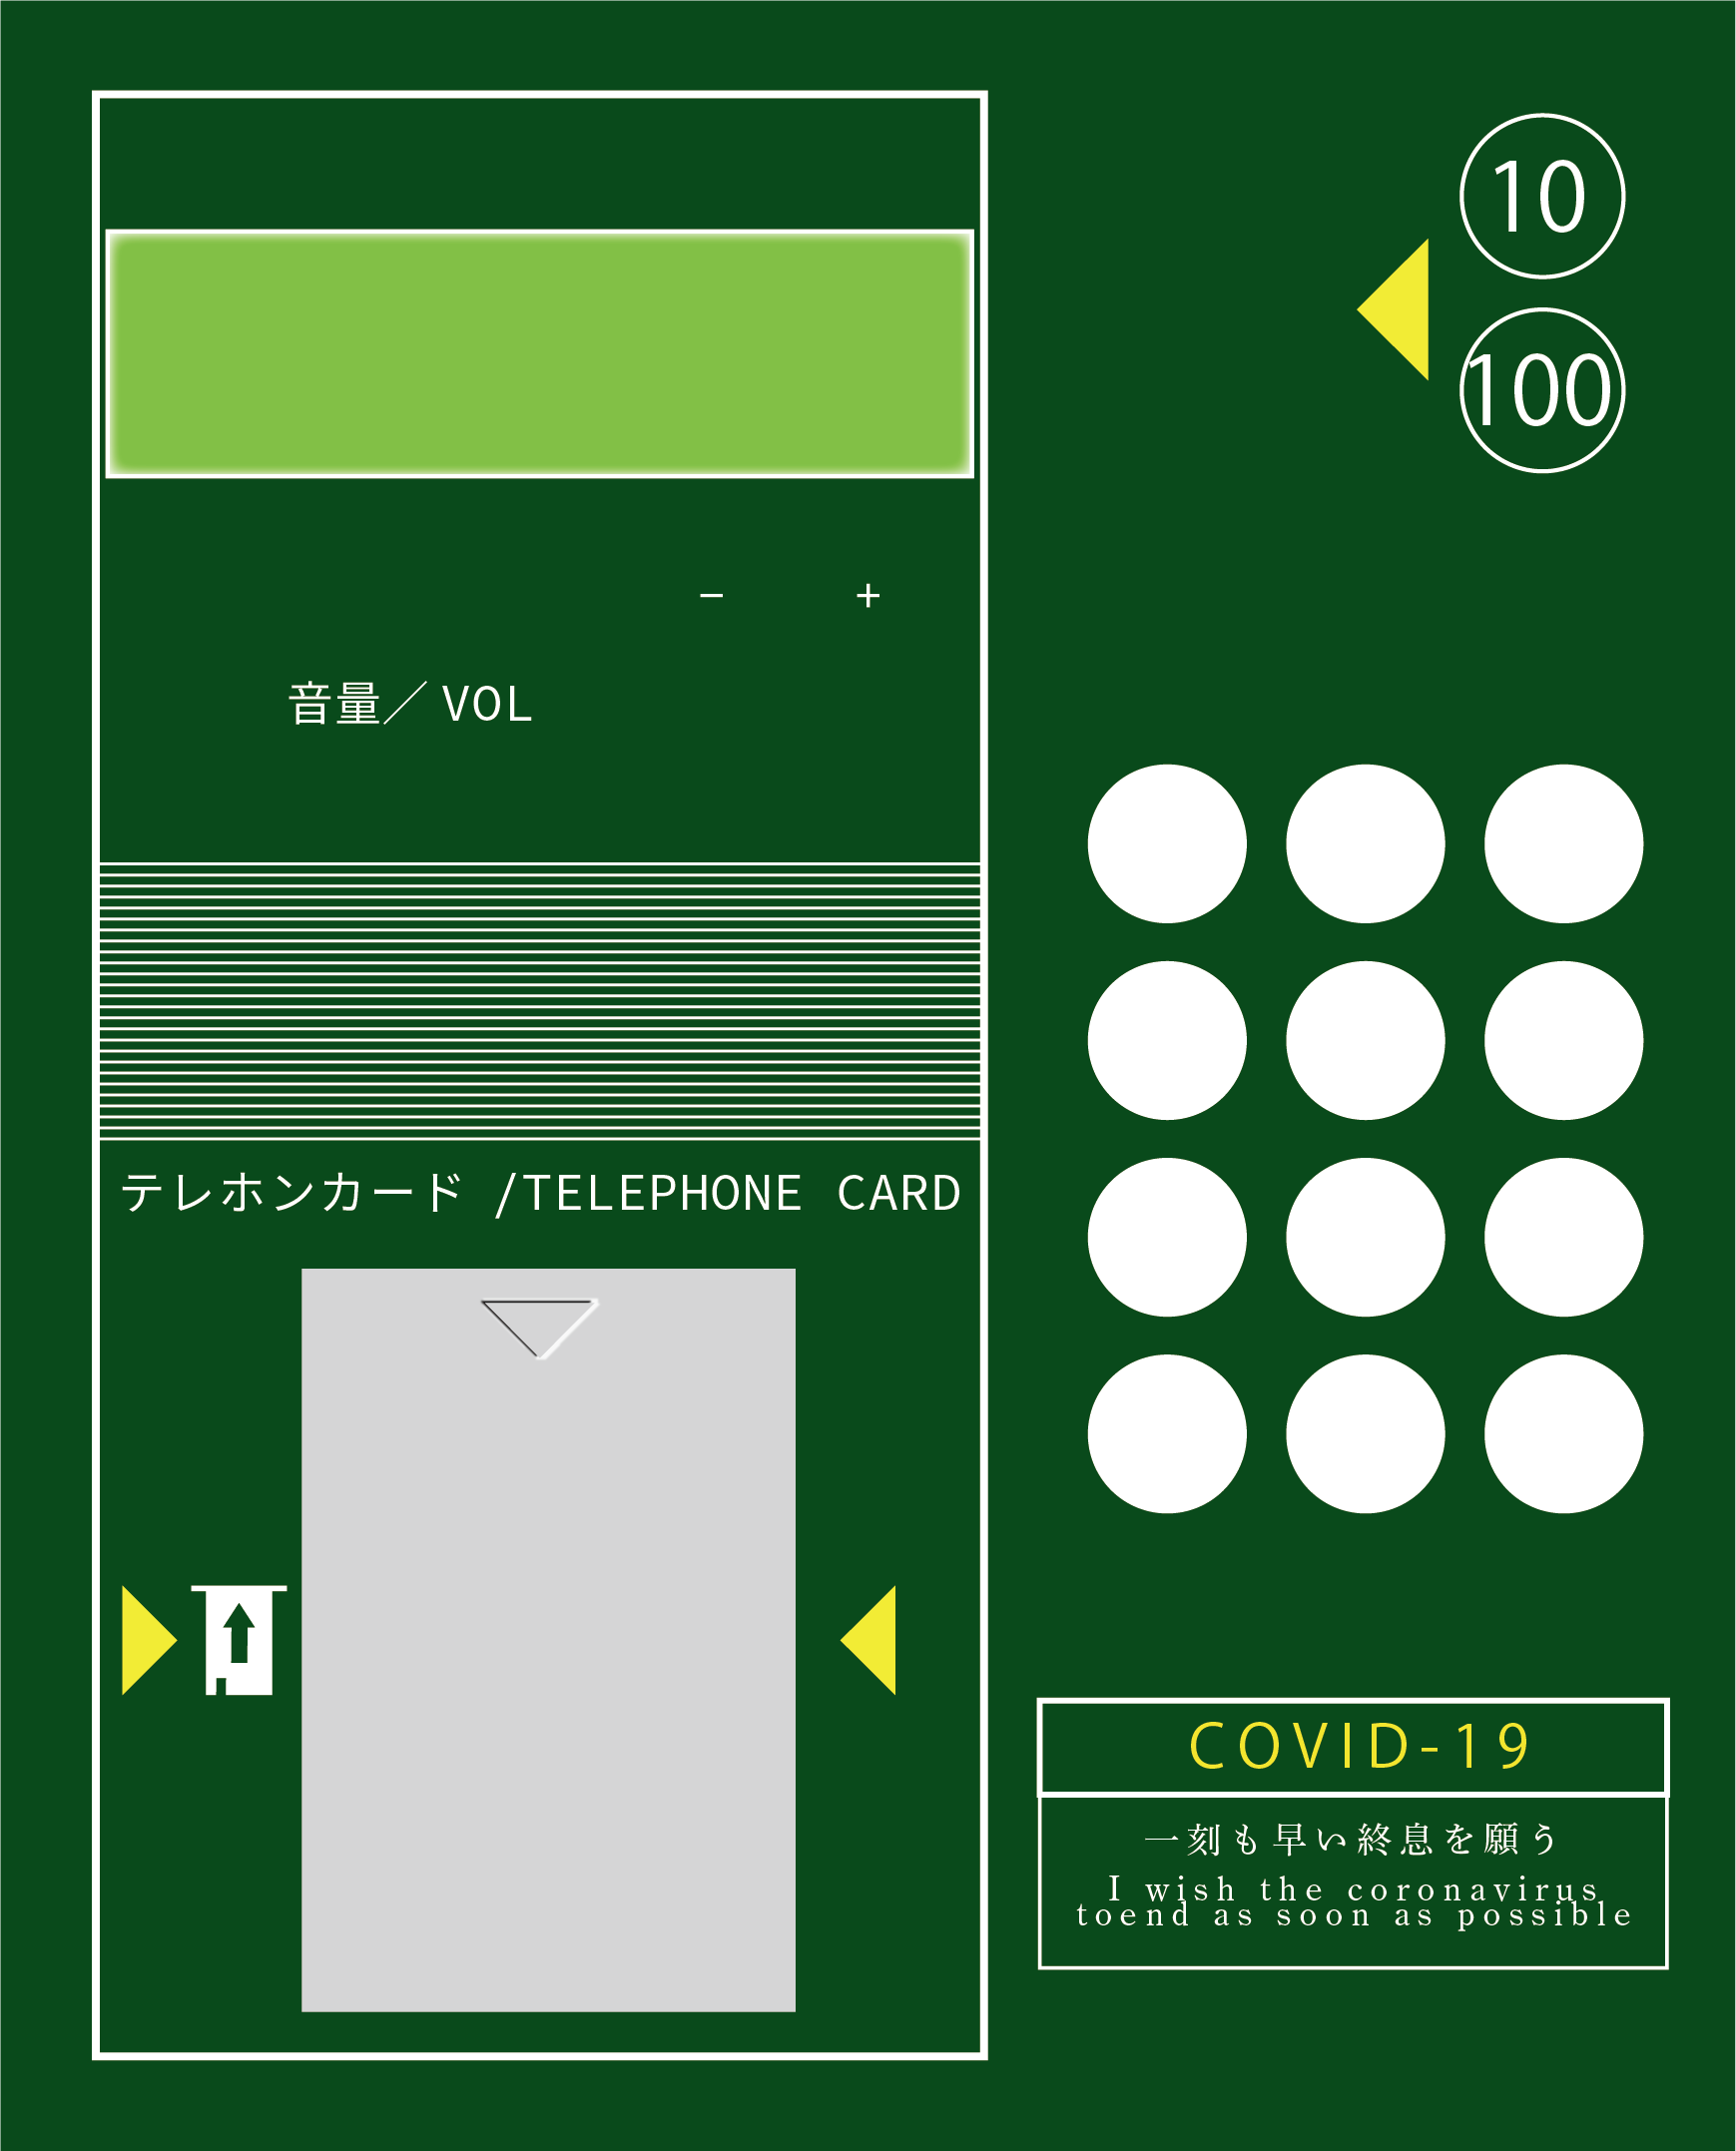 10
100
− +
音量／VOL
テレホンカード /TELEPHONE CARD
COVID-19
一刻も早い終息を願う
I wish the coronavirus
toend as soon as possible